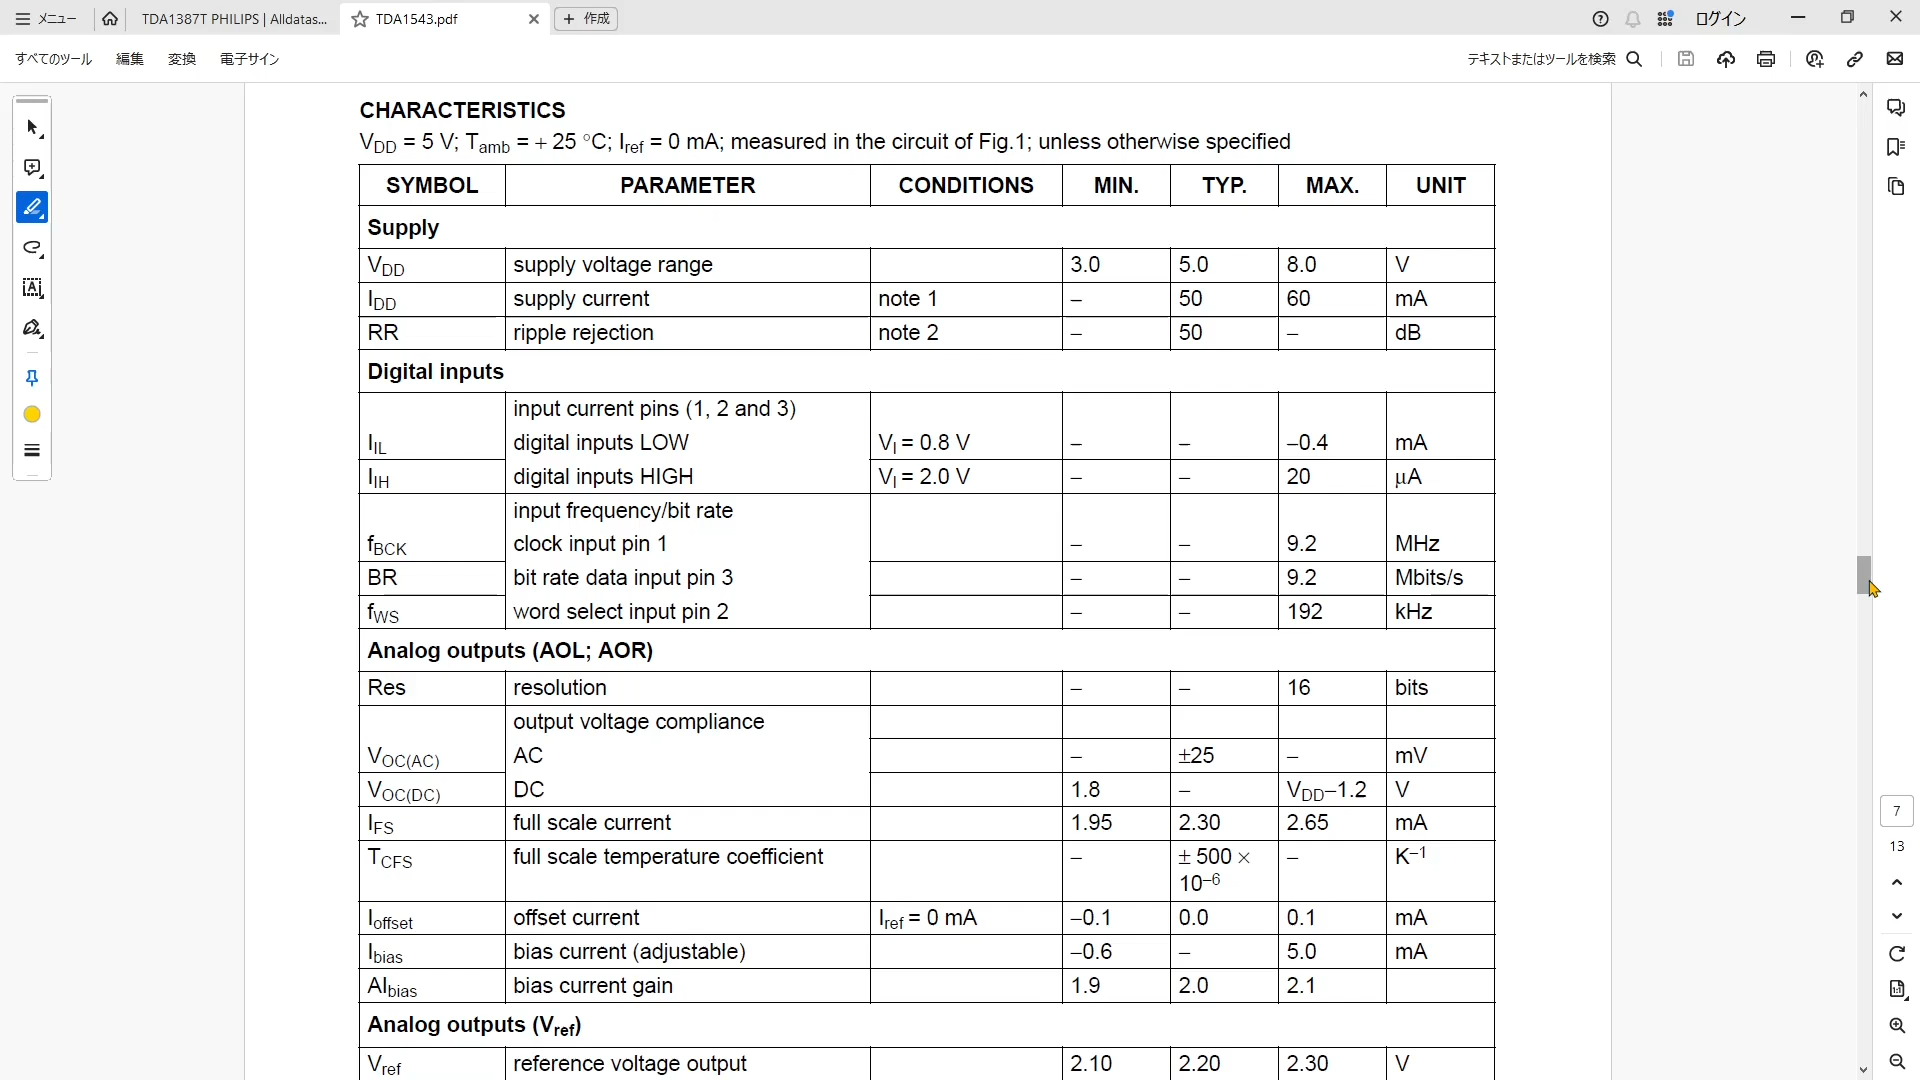 メニュー TDA1387T PHILIPS | Alldatas... TDA1543.pdf 作成 ログイン
すべてのツール 編集 変換 電子サイン テキストまたはツールを検索
CHARACTERISTICS
VDD = 5 V; Tamb = + 25 °C; Iref = 0 mA; measured in the circuit of Fig.1; unless otherwise specified
SYMBOL PARAMETER CONDITIONS MIN. TYP. MAX. UNIT
Supply
VDD supply voltage range 3.0 5.0 8.0 V
IDD supply current note 1 – 50 60 mA
RR ripple rejection note 2 – 50 – dB
Digital inputs
input current pins (1, 2 and 3)
IIL digital inputs LOW VI = 0.8 V – – –0.4 mA
IIH digital inputs HIGH VI = 2.0 V – – 20 µA
input frequency/bit rate
fBCK clock input pin 1 – – 9.2 MHz
BR bit rate data input pin 3 – – 9.2 Mbits/s
fWS word select input pin 2 – – 192 kHz
Analog outputs (AOL; AOR)
Res resolution – – 16 bits
output voltage compliance
VOC(AC) AC – ±25 – mV
VOC(DC) DC 1.8 – VDD–1.2 V
IFS full scale current 1.95 2.30 2.65 mA
TCFS full scale temperature coefficient – ± 500 × – K–1
10–6
Ioffset offset current Iref = 0 mA –0.1 0.0 0.1 mA
Ibias bias current (adjustable) –0.6 – 5.0 mA
AIbias bias current gain 1.9 2.0 2.1
Analog outputs (Vref)
Vref reference voltage output 2.10 2.20 2.30 V
7
13